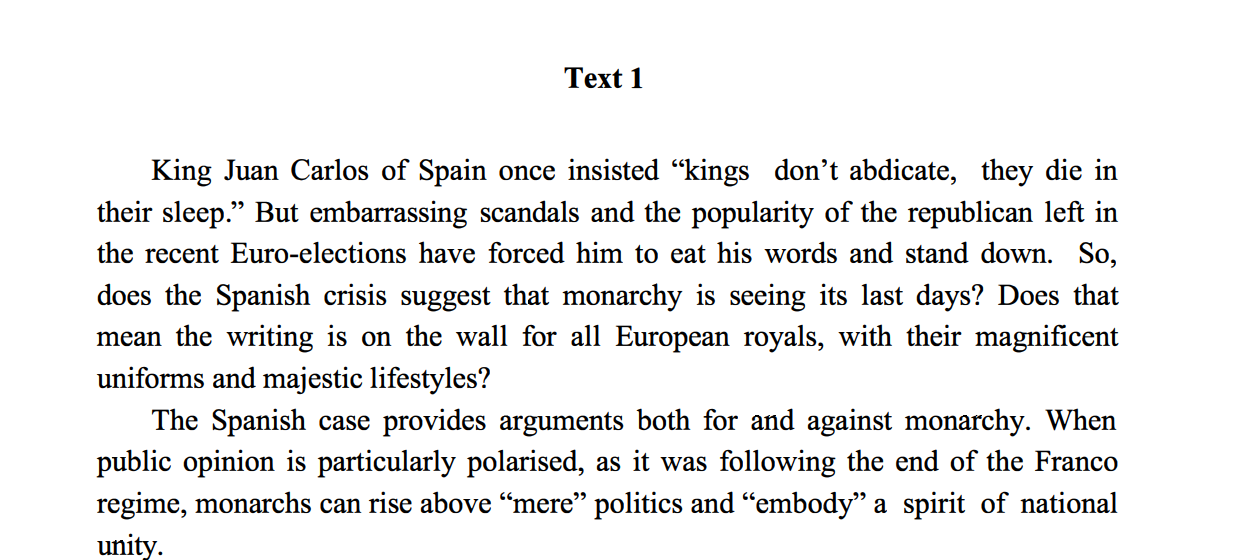 Text 1
King Juan Carlos of Spain once insisted “kings don’t abdicate, they die in
their sleep.” But embarrassing scandals and the popularity of the republican left in
the recent Euro-elections have forced him to eat his words and stand down. So,
does the Spanish crisis suggest that monarchy is seeing its last days? Does that
mean the writing is on the wall for all European royals, with their magnificent
uniforms and majestic lifestyles?
The Spanish case provides arguments both for and against monarchy. When
public opinion is particularly polarised, as it was following the end of the Franco
regime, monarchs can rise above “mere” politics and “embody” a spirit of national
unity.